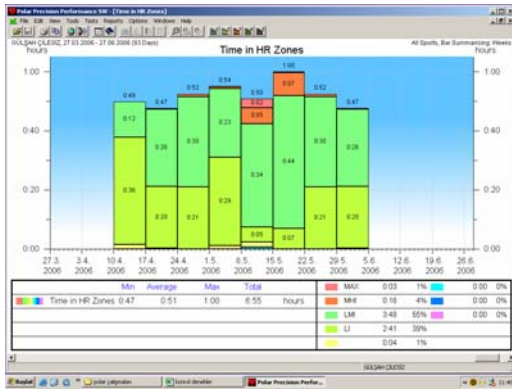 Polar Precision Performance SW - [Time in HR Zones]
File Edit View Tools Tests Reports Options Windows Help
GÜLŞAH ÇİLESİZ, 27.03.2006 - 27.06.2006 (93 Days)
All Sports, Bar Summarizing: Weeks
Time in HR Zones
hours
hours
1:00
0:40
0:20
0:00
1:00
0:40
0:20
0:00
0:49
0:47
0:52
0:54
0:50
1:00
0:52
0:47
0:12
0:26
0:30
0:23
0:02
0:05
0:34
0:07
0:44
0:30
0:26
0:36
0:20
0:21
0:05
0:07
0:21
0:20
27.3. 3.4. 10.4. 17.4. 24.4. 1.5. 8.5. 15.5. 22.5. 29.5. 5.6. 12.6. 19.6. 26.6.
2006 2006 2006 2006 2006 2006 2006 2006 2006 2006 2006 2006 2006 2006
Min Average Max Total
Time in HR Zones 0:47 0:51 1:00 6:55 hours
MAX 0:03 1% 0:00 0%
MHI 0:16 4% 0:00 0%
LMI 3:48 55% 0:00 0%
LI 2:41 39%
0:04 1%
GÜLŞAH ÇİLESİZ
Başlat polar çalışmaları Polar Precision Perfor...